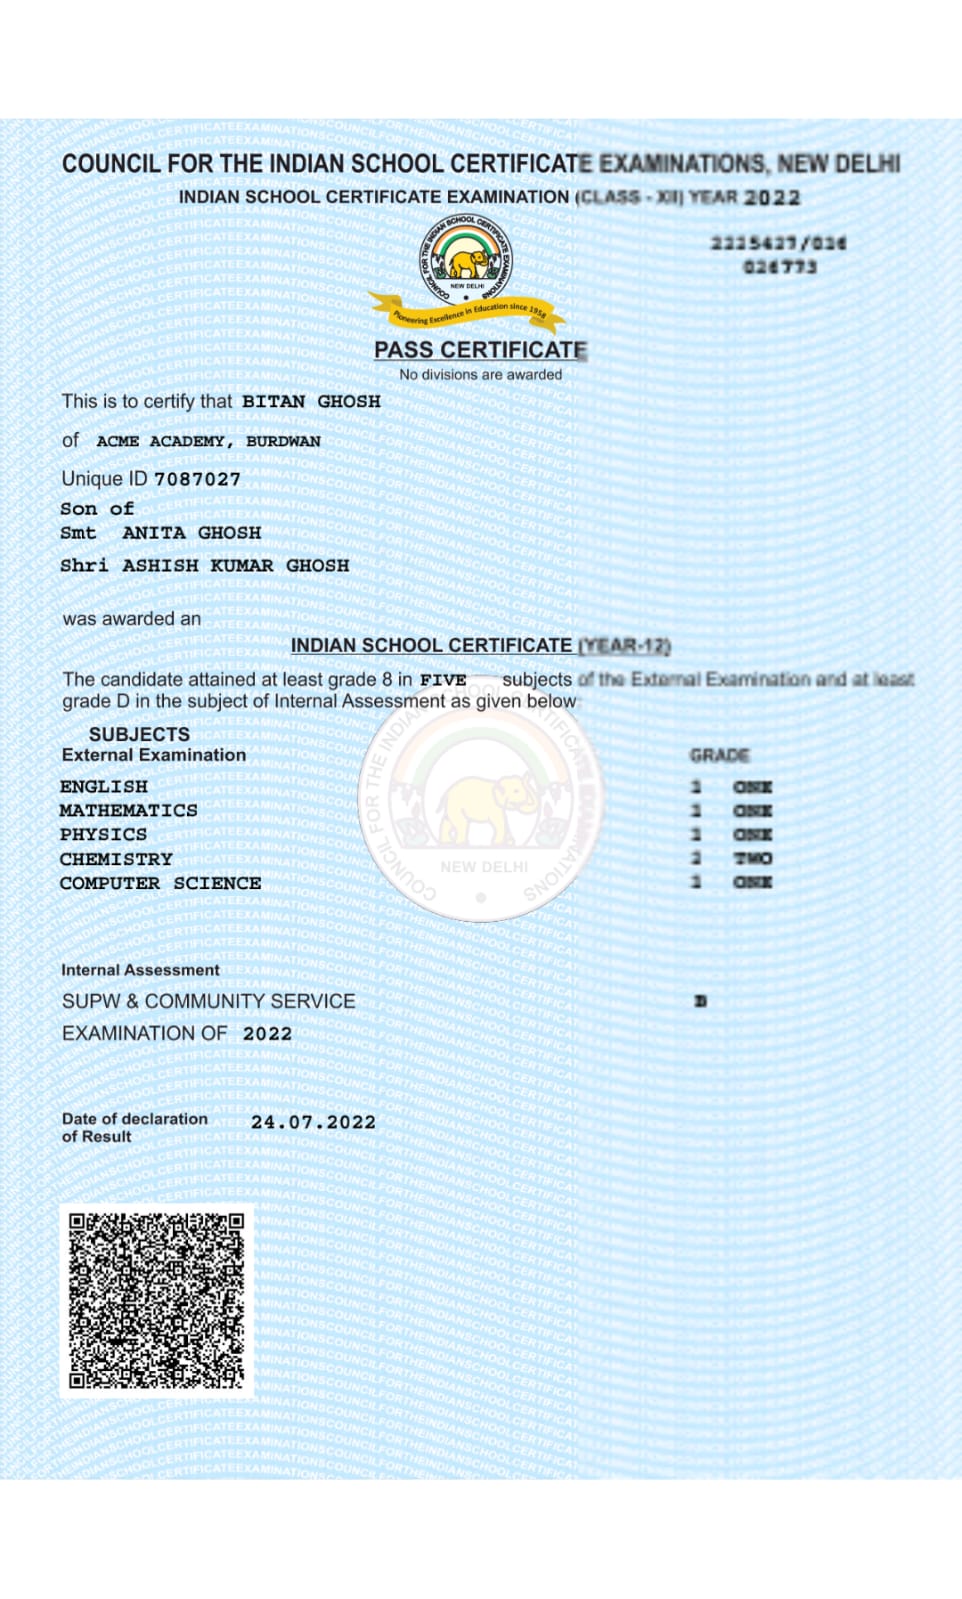 COUNCIL FOR THE INDIAN SCHOOL CERTIFICATE EXAMINATIONS, NEW DELHI
INDIAN SCHOOL CERTIFICATE EXAMINATION (CLASS - XII) YEAR 2022
COUNCIL FOR THE INDIAN SCHOOL CERTIFICATE EXAMINATIONS
NEW DELHI
Pioneering Excellence in Education since 1958
026773
PASS CERTIFICATE
No divisions are awarded
This is to certify that BITAN GHOSH
of ACME ACADEMY, BURDWAN
Unique ID 7087027
Son of
Smt ANITA GHOSH
Shri ASHISH KUMAR GHOSH
was awarded an
INDIAN SCHOOL CERTIFICATE (YEAR-12)
The candidate attained at least grade 8 in FIVE subjects of the External Examination and at least
grade D in the subject of Internal Assessment as given below
SUBJECTS
External Examination GRADE
ENGLISH 1 ONE
MATHEMATICS 1 ONE
PHYSICS 1 ONE
CHEMISTRY 2 TWO
COMPUTER SCIENCE 1 ONE
COUNCIL FOR THE INDIAN SCHOOL CERTIFICATE EXAMINATIONS
NEW DELHI
Internal Assessment
SUPW & COMMUNITY SERVICE
EXAMINATION OF 2022
Date of declaration 24.07.2022
of Result